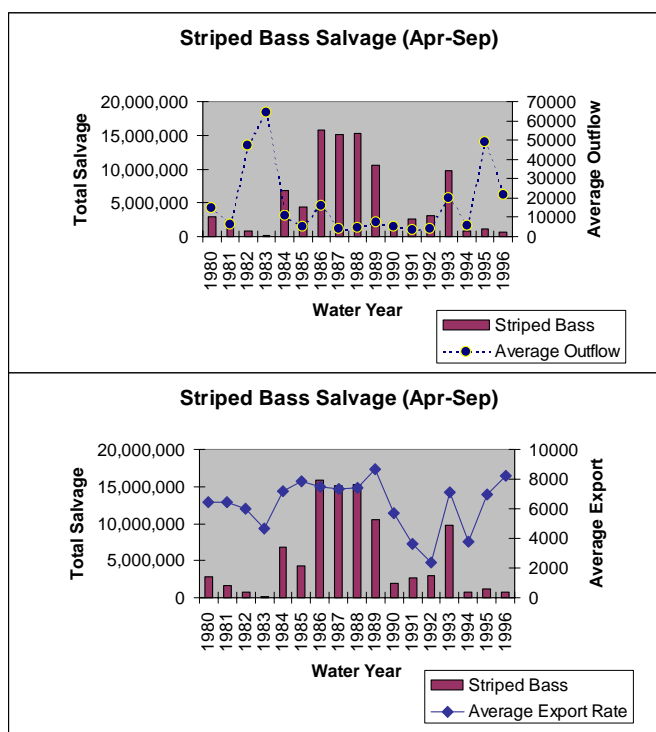 Striped Bass Salvage (Apr-Sep)
Total Salvage
20,000,000
15,000,000
10,000,000
5,000,000
0
70000
60000
50000
40000
30000
20000
10000
0
Average Outflow
1980 1981 1982 1983 1984 1985 1986 1987 1988 1989 1990 1991 1992 1993 1994 1995 1996
Water Year
Striped Bass
Average Outflow
Striped Bass Salvage (Apr-Sep)
Total Salvage
20,000,000
15,000,000
10,000,000
5,000,000
0
10000
8000
6000
4000
2000
0
Average Export
1980 1981 1982 1983 1984 1985 1986 1987 1988 1989 1990 1991 1992 1993 1994 1995 1996
Water Year
Striped Bass
Average Export Rate